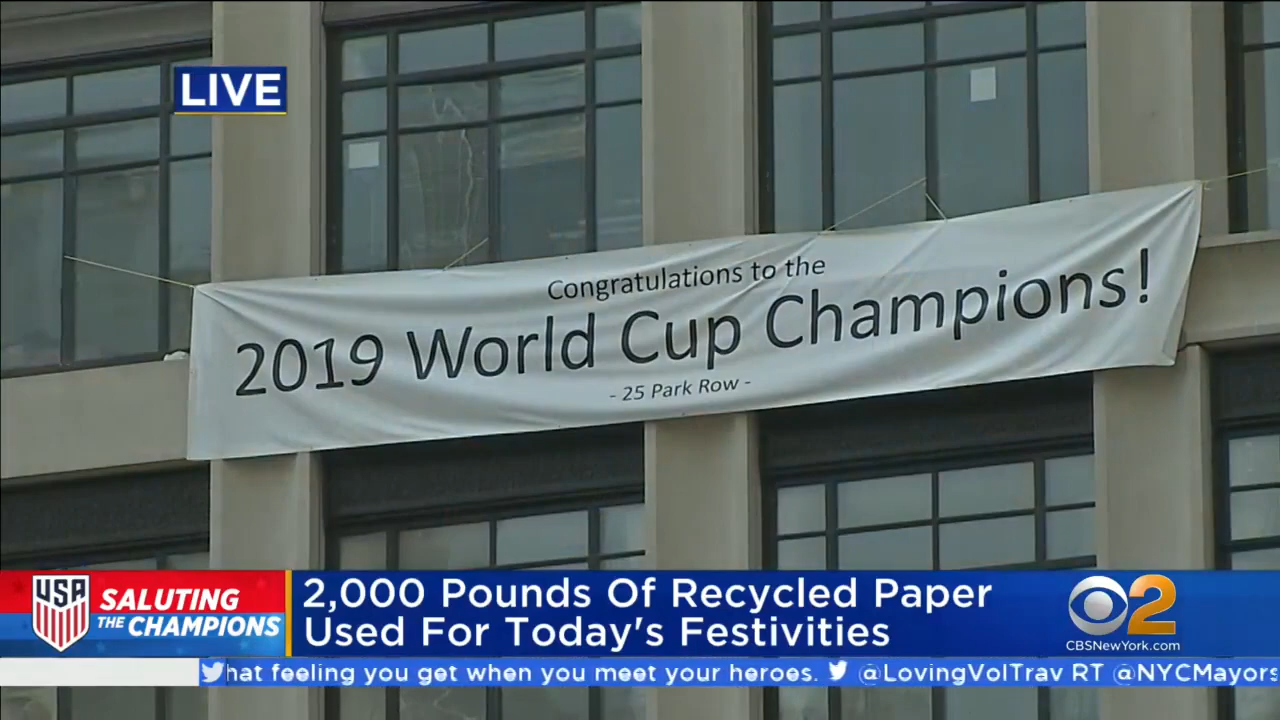 LIVE
Congratulations to the
2019 World Cup Champions!
- 25 Park Row -
USA
SALUTING
THE CHAMPIONS
2,000 Pounds Of Recycled Paper
Used For Today's Festivities
2
CBSNewYork.com
hat feeling you get when you meet your heroes. @LovingVolTrav RT @NYCMayors